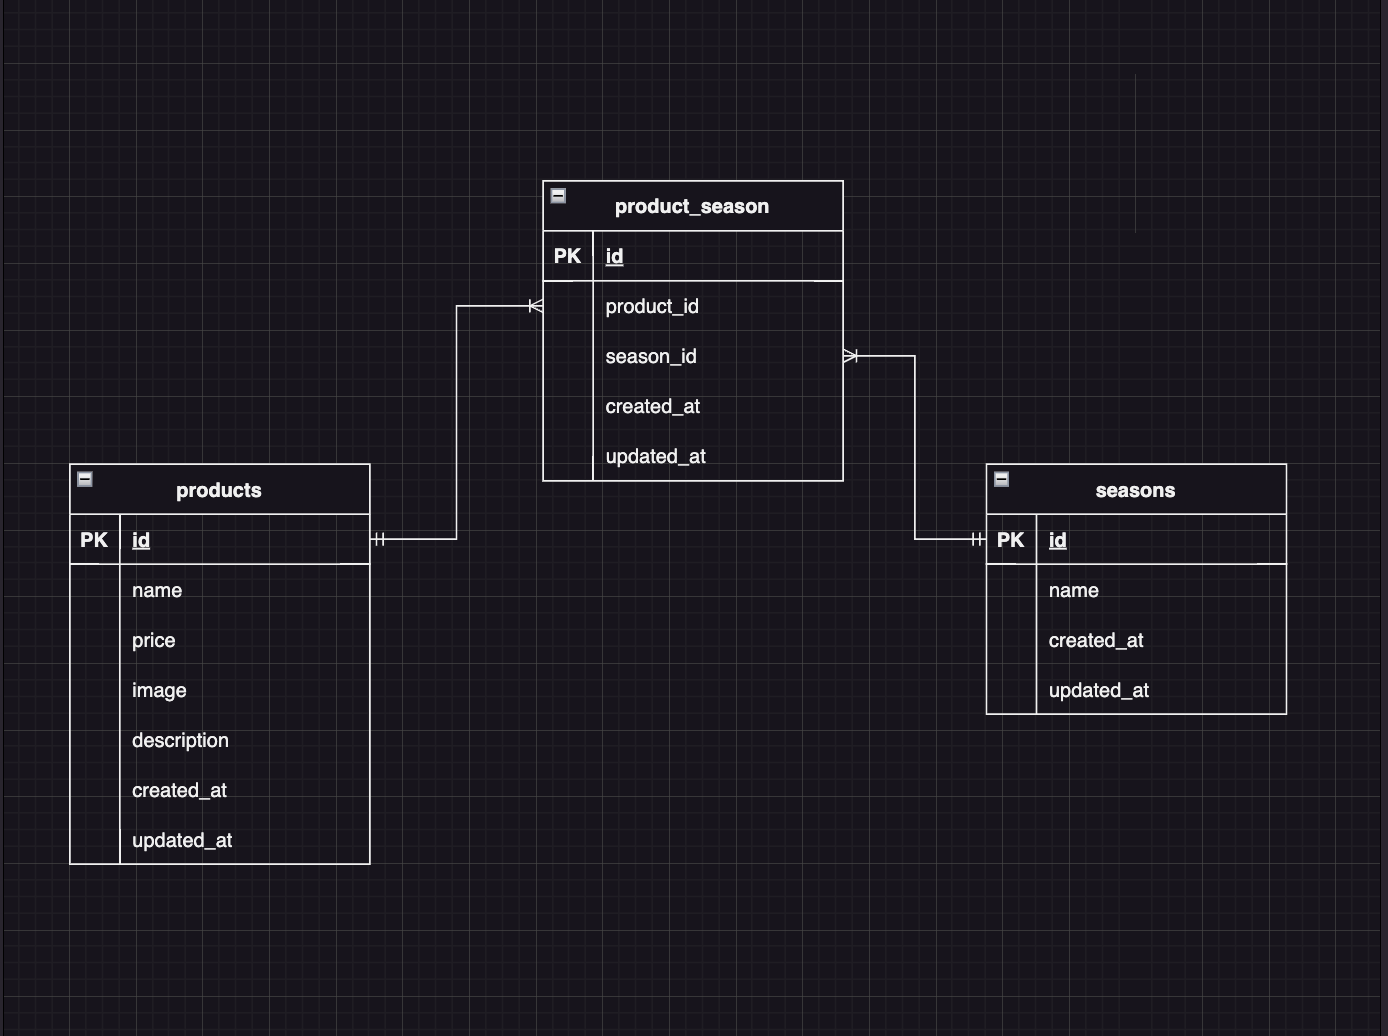 product_season
PK id
product_id
season_id
created_at
updated_at
products
PK id
name
price
image
description
created_at
updated_at
seasons
PK id
name
created_at
updated_at